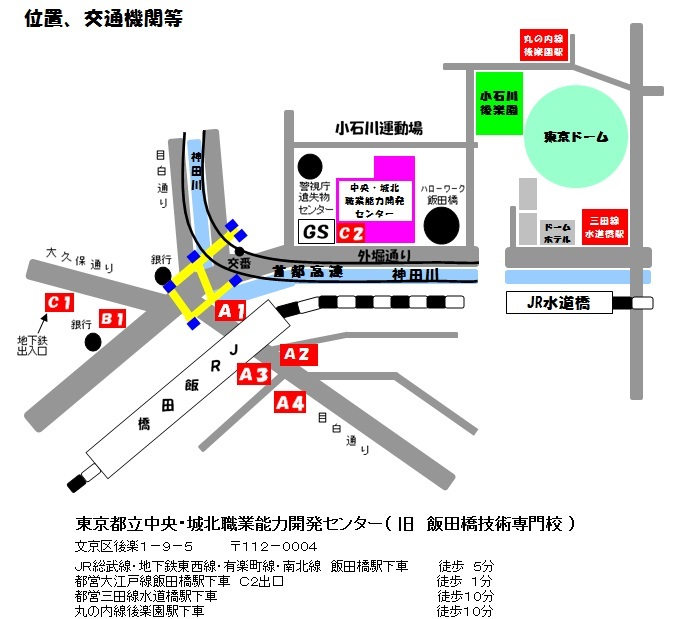 位置、交通機関等
丸の内線
後楽園駅
小石川
後楽園
東京ドーム
小石川運動場
目白通り
神田川
警視庁
遺失物
センター
中央・城北
職業能力開発
センター
ハローワーク
飯田橋
GS
C2
ドーム
ホテル
三田線
水道橋駅
大久保通り
銀行
交番
外堀通り
首都高速
神田川
C1
B1
A1
JR水道橋
地下鉄
出入口
銀行
JR飯田橋
A2
A3
A4
目白通り
東京都立中央・城北職業能力開発センター（旧　飯田橋技術専門校）
文京区後楽１－９－５　　〒１１２－０００４
ＪＲ総武線・地下鉄東西線・有楽町線・南北線　飯田橋駅下車　　徒歩　５分
都営大江戸線飯田橋駅下車　Ｃ２出口　　徒歩　１分
都営三田線水道橋駅下車　　徒歩１０分
丸の内線後楽園駅下車　　徒歩１０分